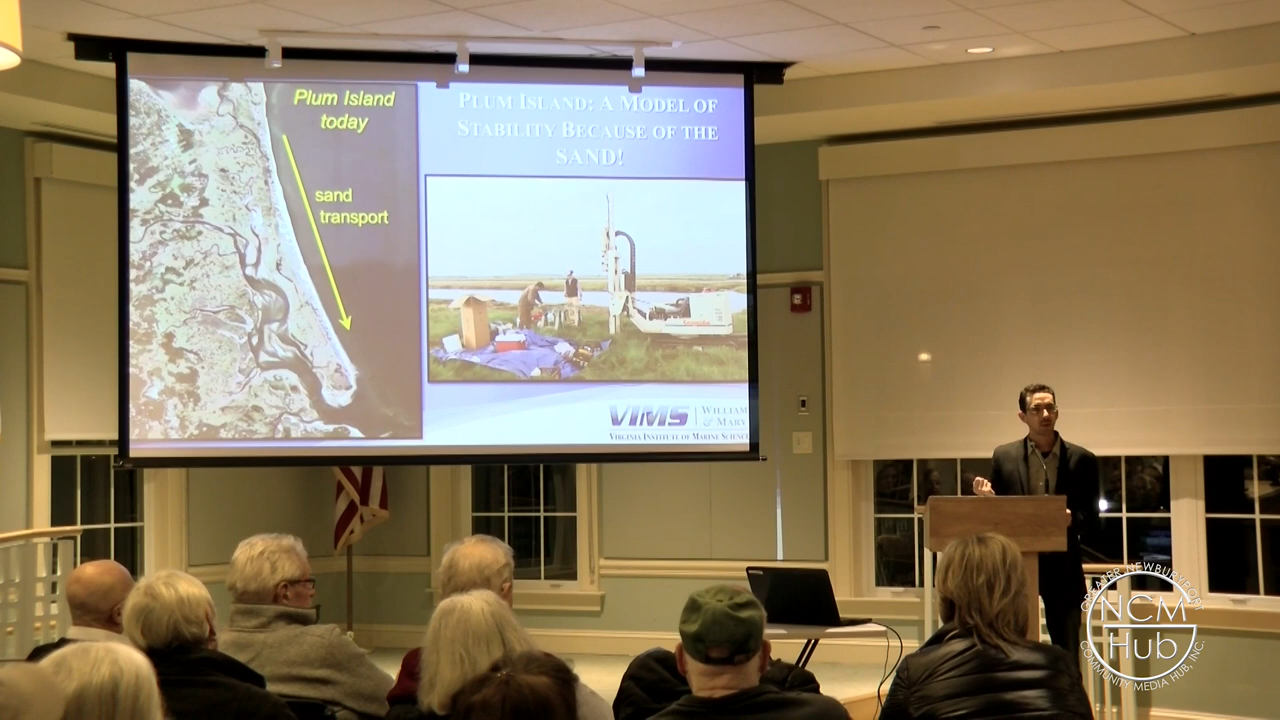 Plum Island
today
sand
transport
PLUM ISLAND: A MODEL OF
STABILITY BECAUSE OF THE
SAND!
VIMS | WILLIAM
& MARY
VIRGINIA INSTITUTE OF MARINE SCIENCE
GREATER NEWBURYPORT
NCM
Hub
COMMUNITY MEDIA HUB, INC.